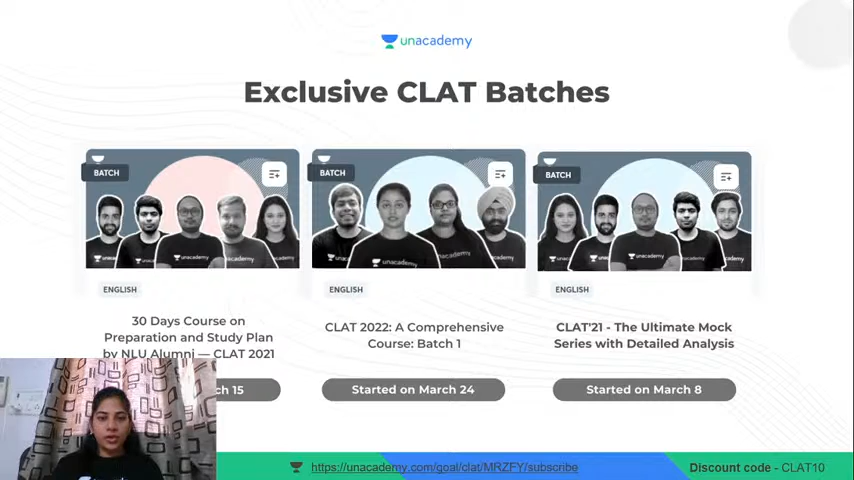 unacademy
Exclusive CLAT Batches
BATCH
BATCH
BATCH
unacademy
unacademy
unacademy
ENGLISH
ENGLISH
ENGLISH
30 Days Course on
Preparation and Study Plan
by NLU Alumni — CLAT 2021
CLAT 2022: A Comprehensive
Course: Batch 1
CLAT'21 - The Ultimate Mock
Series with Detailed Analysis
ch 15
Started on March 24
Started on March 8
https://unacademy.com/goal/clat/MRZFY/subscribe
Discount code - CLAT10